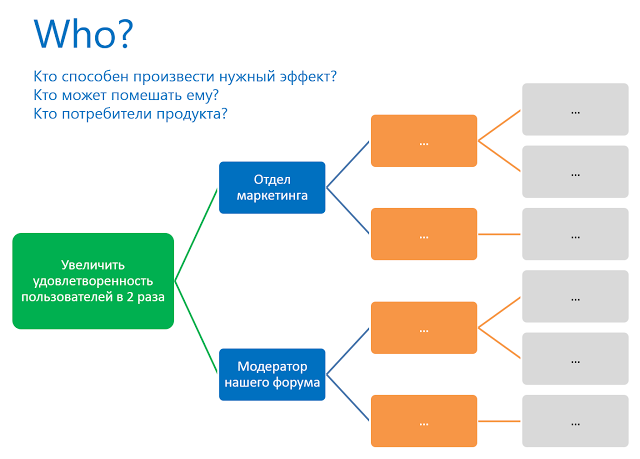 Who?
Кто способен произвести нужный эффект?
Кто может помешать ему?
Кто потребители продукта?
Увеличить
удовлетворенность
пользователей в 2 раза
Отдел
маркетинга
Модератор
нашего форума
...
...
...
...
...
...
...
...
...
...